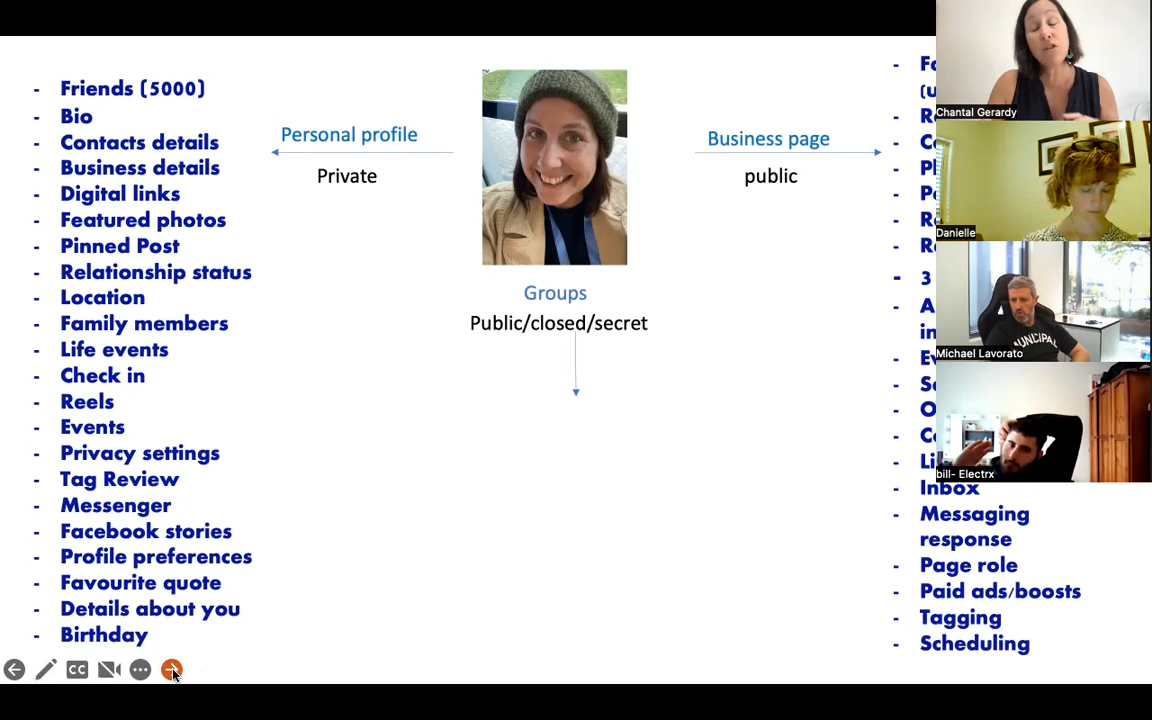 - Friends (5000)
- Bio
- Contacts details
- Business details
- Digital links
- Featured photos
- Pinned Post
- Relationship status
- Location
- Family members
- Life events
- Check in
- Reels
- Events
- Privacy settings
- Tag Review
- Messenger
- Facebook stories
- Profile preferences
- Favourite quote
- Details about you
- Birthday
Personal profile
Private
Groups
Public/closed/secret
Business page
public
- 3
- Inbox
- Messaging
response
- Page role
- Paid ads/boosts
- Tagging
- Scheduling
Chantal Gerardy
Danielle
MUNICIPAL
Michael Lavorato
bill- Electrx
CC